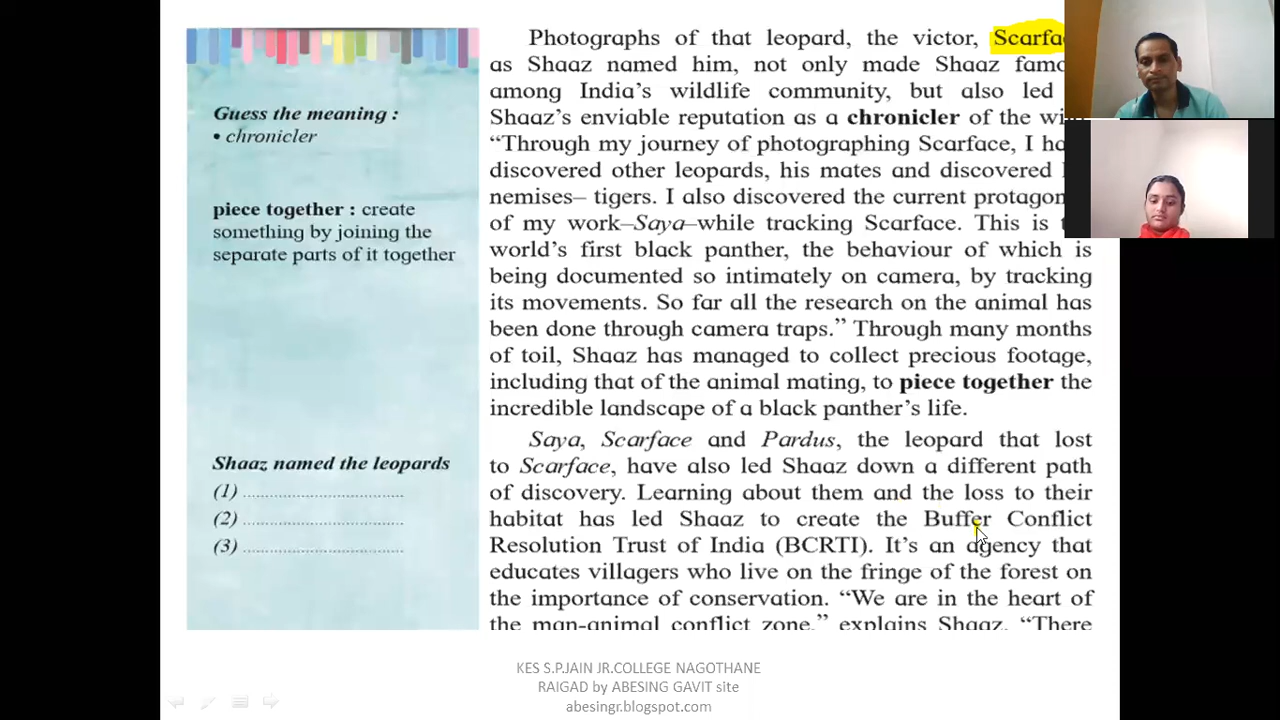 Guess the meaning :
• chronicler
piece together : create
something by joining the
separate parts of it together
Shaaz named the leopards
(1) ......................................
(2) ......................................
(3) ......................................
Photographs of that leopard, the victor,
as Shaaz named him, not only made Shaaz
among India's wildlife community, but also led
Shaaz's enviable reputation as a chronicler of the
"Through my journey of photographing Scarface, I
discovered other leopards, his mates and discovered
nemises– tigers. I also discovered the current
of my work–Saya–while tracking Scarface. This is
world's first black panther, the behaviour of which is
being documented so intimately on camera, by tracking
its movements. So far all the research on the animal has
been done through camera traps." Through many months
of toil, Shaaz has managed to collect precious footage,
including that of the animal mating, to piece together the
incredible landscape of a black panther's life.
Saya, Scarface and Pardus, the leopard that lost
to Scarface, have also led Shaaz down a different path
of discovery. Learning about them and the loss to their
habitat has led Shaaz to create the Buffer Conflict
Resolution Trust of India (BCRTI). It's an agency that
educates villagers who live on the fringe of the forest on
the importance of conservation. "We are in the heart of
the man-animal conflict zone," explains Shaaz. "There
KES S.P.JAIN JR.COLLEGE NAGOTHANE
RAIGAD by ABESING GAVIT site
abesingr.blogspot.com